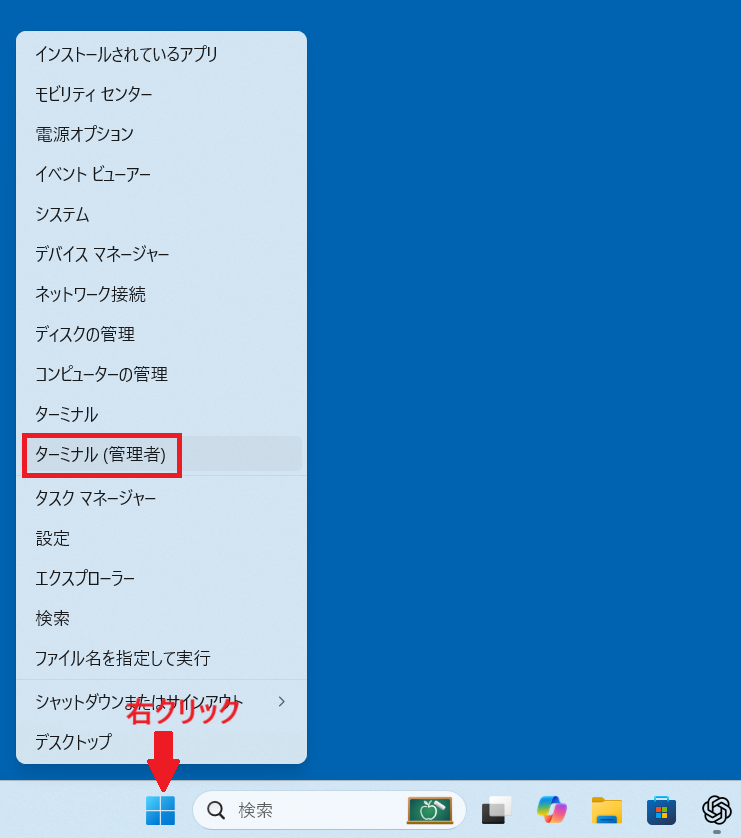 インストールされているアプリ
モビリティ センター
電源オプション
イベント ビューアー
システム
デバイス マネージャー
ネットワーク接続
ディスクの管理
コンピューターの管理
ターミナル
ターミナル (管理者)
タスク マネージャー
設定
エクスプローラー
検索
ファイル名を指定して実行
シャットダウンまたはサインアウト
右クリック
デスクトップ
検索